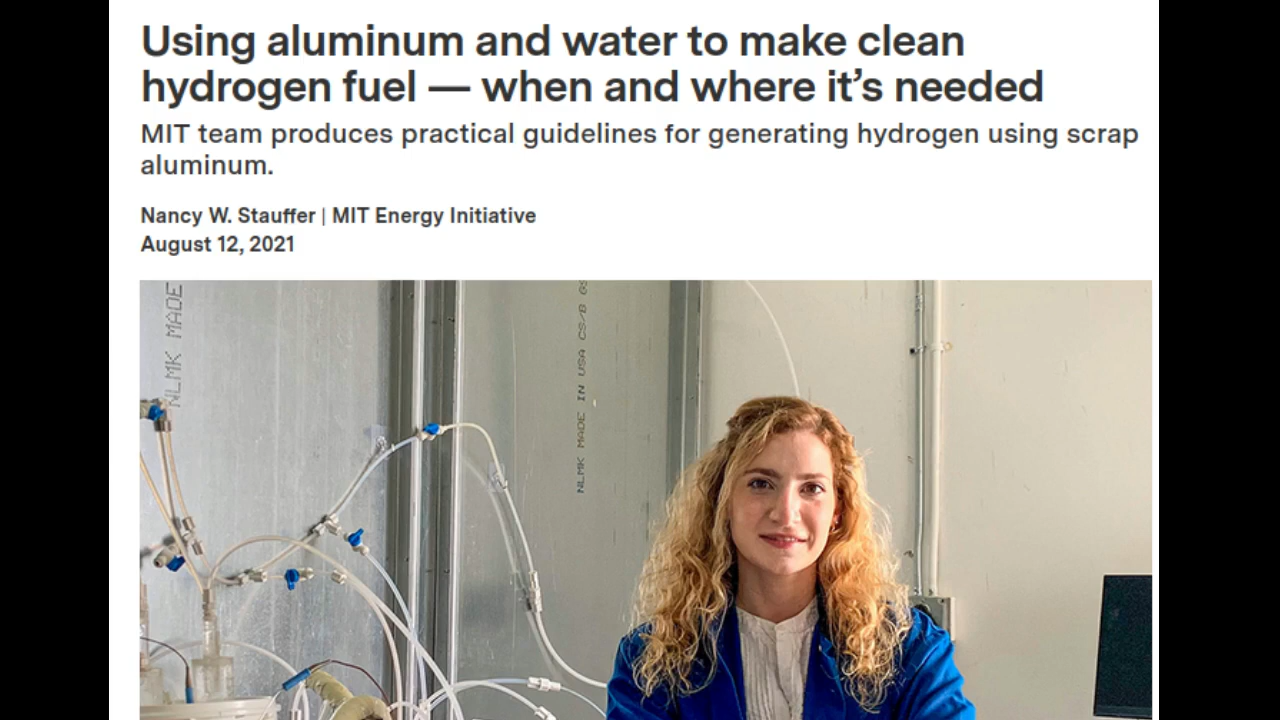 Using aluminum and water to make clean
hydrogen fuel — when and where it’s needed
MIT team produces practical guidelines for generating hydrogen using scrap
aluminum.
Nancy W. Stauffer | MIT Energy Initiative
August 12, 2021
NLMK MADE
NLMK MADE IN USA CS/B